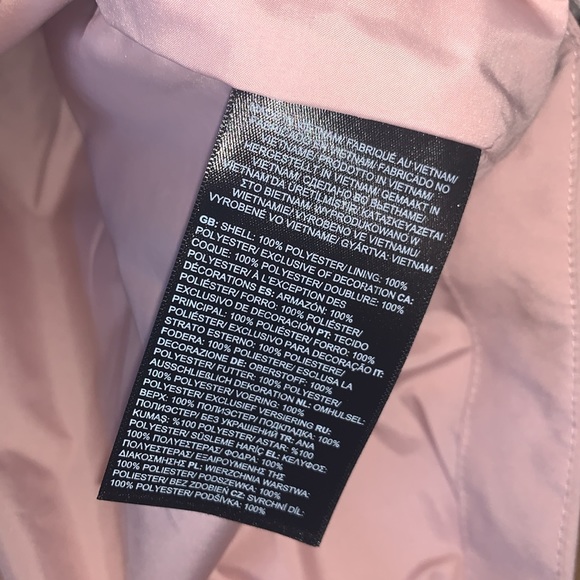 VIETNAM/ FABRIQUÉ AU VIETNAM/
VIETNAM/ FABRICADO NO
VIETNAME/ PRODOTTO IN VIETNAM/
HERGESTELLT IN VIETNAM/ GEMAAKT IN
VIETNAM/ СДЕЛАНО ВО ВЬЕТНАМЕ/
VİETNAM'DA ÜRETİLMİŞTİR/ ΚΑΤΑΣΚΕΥΑΖΕΤΑΙ
ΣΤΟ ΒΙΕΤΝΑΜ/ WYPRODUKOWANO W
WIETNAMIE/ VYROBENO VE VIETNAMU/
VYROBENÉ VO VIETNAME/ GYÁRTVA: VIETNAM
GB: SHELL: 100% POLYESTER/ LINING: 100%
POLYESTER/ EXCLUSIVE OF DECORATION CA:
COQUE: 100% POLYESTER/ DOUBLURE: 100%
POLYESTER/ À L'EXCEPTION DES
DÉCORATIONS ES: ARMAZÓN: 100%
POLIÉSTER/ FORRO: 100% POLIÉSTER/
EXCLUSIVO DE DECORACIÓN PT: TECIDO
PRINCIPAL: 100% POLIÉSTER/ FORRO: 100%
POLIÉSTER/ EXCLUSIVO PARA DECORAÇÃO IT:
STRATO ESTERNO: 100% POLIESTERE/
FODERA: 100% POLIESTERE/ ESCLUSA LA
DECORAZIONE DE: OBERSTOFF: 100%
POLYESTER/ FUTTER: 100% POLYESTER/
AUSSCHLIEẞLICH DEKORATION NL: OMHULSEL:
100% POLYESTER/ VOERING: 100%
POLYESTER/ EXCLUSIEF VERSIERING RU:
ВЕРХ: 100% ПОЛИЭСТЕР/ ПОДКЛАДКА: 100%
ПОЛИЭСТЕР/ БЕЗ УКРАШЕНИЙ TR: ANA
KUMAŞ: %100 POLYESTER/ ASTAR: %100
POLYESTER/ SÜSLEME HARİÇ EL: ΚΕΛΥΦΟΣ:
100% ΠΟΛΥΕΣΤΕΡΑΣ/ ΦΟΔΡΑ: 100%
ΠΟΛΥΕΣΤΕΡΑΣ/ ΕΞΑΙΡΟΥΜΕΝΗΣ ΤΗΣ
ΔΙΑΚΟΣΜΗΣΗΣ PL: WIERZCHNIA WARSTWA:
100% POLIESTER/ PODSZEWKA: 100%
POLIESTER/ BEZ ZDOBIEŃ CZ: SVRCHNÍ DÍL:
100% POLYESTER/ PODŠÍVKA: 100%